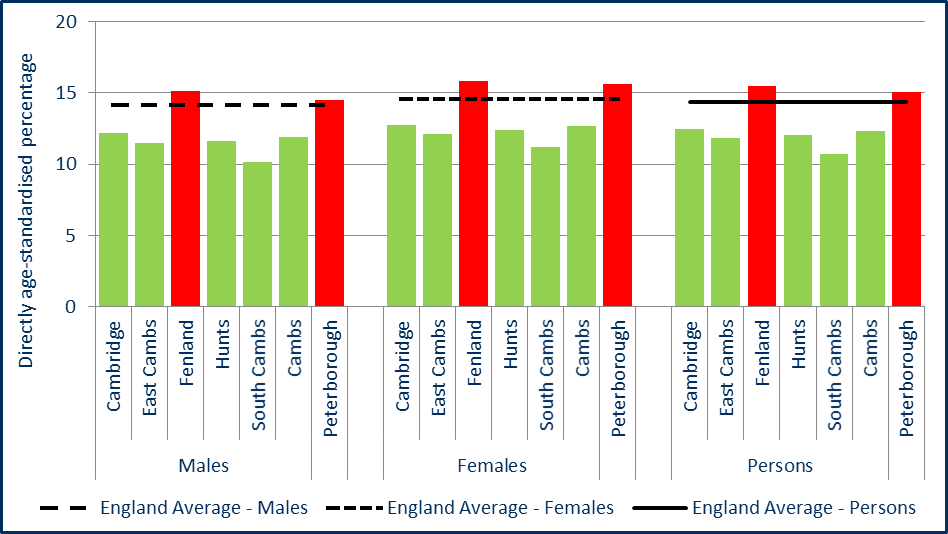 Directly age-standardised percentage
20
15
10
5
0
Cambridge
East Cambs
Fenland
Hunts
South Cambs
Cambs
Peterborough
Cambridge
East Cambs
Fenland
Hunts
South Cambs
Cambs
Peterborough
Cambridge
East Cambs
Fenland
Hunts
South Cambs
Cambs
Peterborough
Males
Females
Persons
England Average - Males
England Average - Females
England Average - Persons